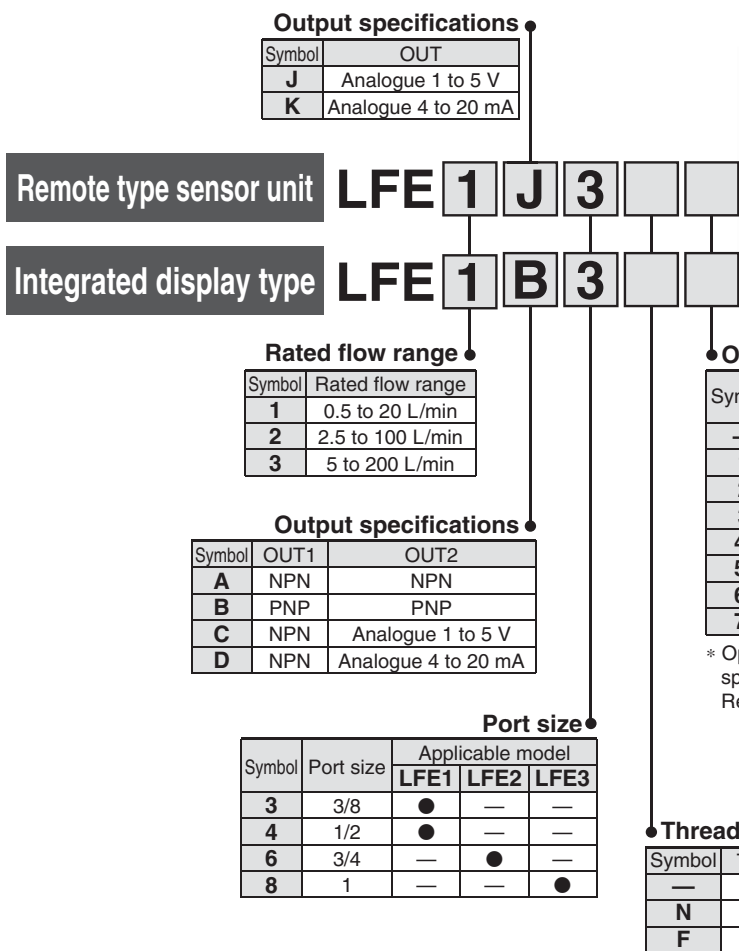 Output specifications
Symbol OUT
J Analogue 1 to 5 V
K Analogue 4 to 20 mA
Remote type sensor unit LFE 1 J 3
Integrated display type LFE 1 B 3
Rated flow range
Symbol Rated flow range
1 0.5 to 20 L/min
2 2.5 to 100 L/min
3 5 to 200 L/min
Output specifications
Symbol OUT1 OUT2
A NPN NPN
B PNP PNP
C NPN Analogue 1 to 5 V
D NPN Analogue 4 to 20 mA
Port size
Symbol Port size Applicable model
LFE1 LFE2 LFE3
3 3/8 ● — —
4 1/2 ● — —
6 3/4 — ● —
8 1 — — ●
Thread
Symbol
—
N
F